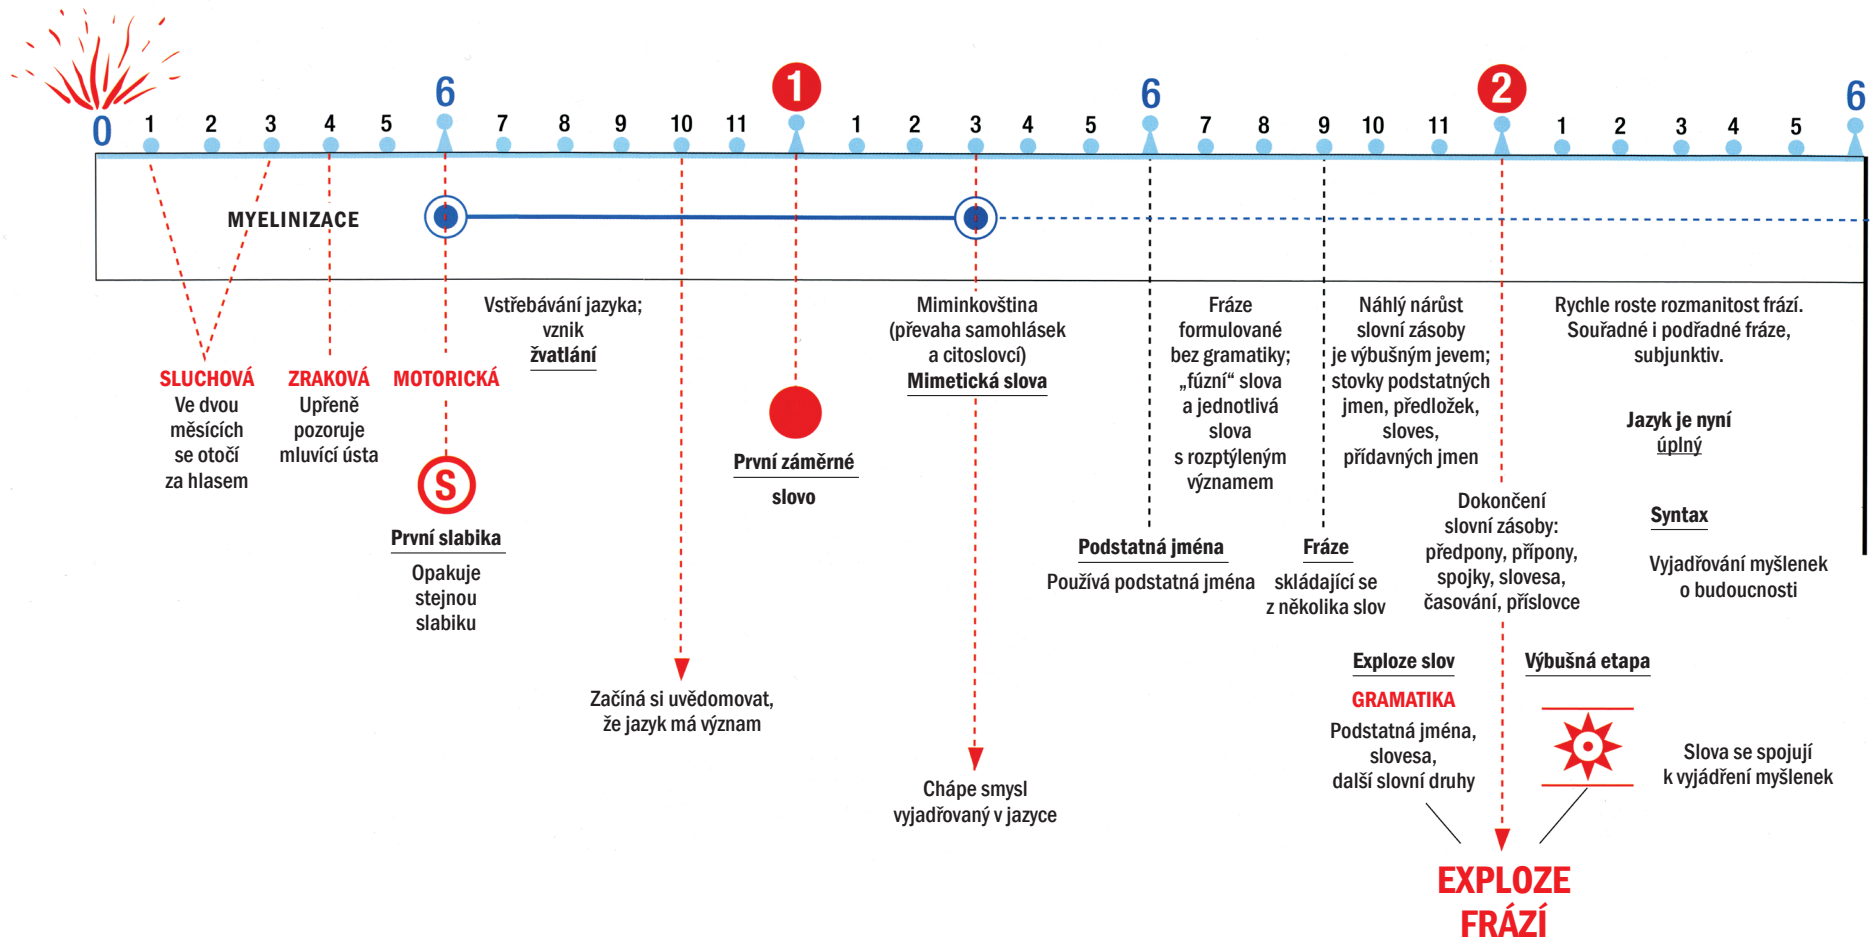 0 1 2 3 4 5 6 7 8 9 10 11 1 1 2 3 4 5 6 7 8 9 10 11 2 1 2 3 4 5 6
MYELINIZACE
SLUCHOVÁ
Ve dvou
měsících
se otočí
za hlasem
ZRAKOVÁ
Upřeně
pozoruje
mluvící ústa
MOTORICKÁ
S
První slabika
Opakuje
stejnou
slabiku
Vstřebávání jazyka;
vznik
žvatlání
Začíná si uvědomovat,
že jazyk má význam
První záměrné
slovo
Miminkovština
(převaha samohlásek
a citoslovcí)
Mimetická slova
Chápe smysl
vyjadřovaný v jazyce
Podstatná jména
Používá podstatná jména
Fráze
formulované
bez gramatiky;
„fúzní“ slova
a jednotlivá
slova
s rozptýleným
významem
Fráze
skládající se
z několika slov
Náhlý nárůst
slovní zásoby
je výbušným jevem;
stovky podstatných
jmen, předložek,
sloves,
přídavných jmen
Dokončení
slovní zásoby:
předpony, přípony,
spojky, slovesa,
časování, příslovce
Exploze slov
GRAMATIKA
Podstatná jména,
slovesa,
další slovní druhy
Výbušná etapa
EXPLOZE
FRÁZÍ
Rychle roste rozmanitost frází.
Souřadné i podřadné fráze,
subjunktiv.
Jazyk je nyní
úplný
Syntax
Vyjadřování myšlenek
o budoucnosti
Slova se spojují
k vyjádření myšlenek